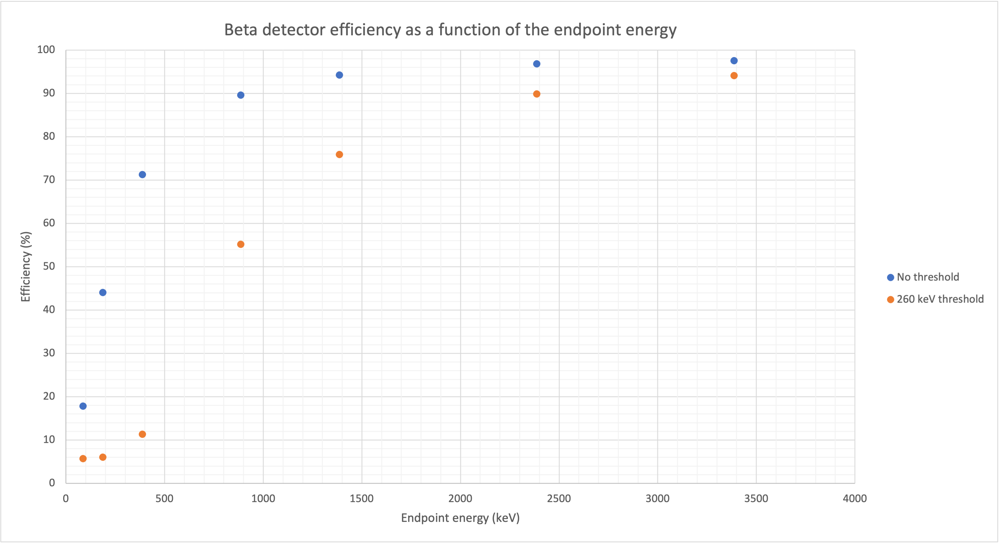 Beta detector efficiency as a function of the endpoint energy
100
90
80
70
60
50
40
30
20
10
0
Efficiency (%)
0 500 1000 1500 2000 2500 3000 3500 4000
Endpoint energy (keV)
No threshold
260 keV threshold